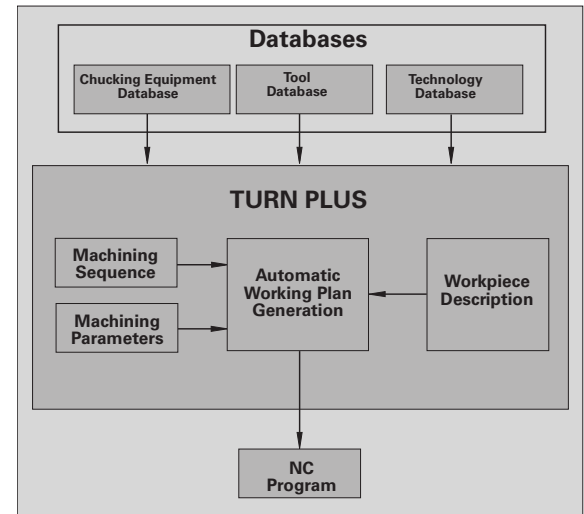 Databases
Chucking Equipment
Database
Tool
Database
Technology
Database
TURN PLUS
Machining
Sequence
Machining
Parameters
Automatic
Working Plan
Generation
Workpiece
Description
NC
Program